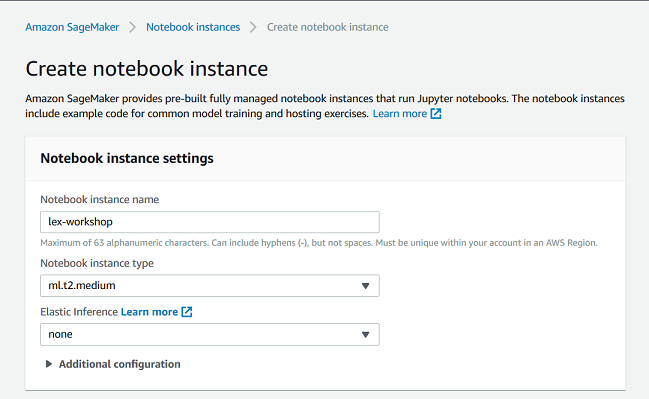 Amazon SageMaker > Notebook instances > Create notebook instance
Create notebook instance
Amazon SageMaker provides pre-built fully managed notebook instances that run Jupyter notebooks. The notebook instances
include example code for common model training and hosting exercises. Learn more
Notebook instance settings
Notebook instance name
lex-workshop
Maximum of 63 alphanumeric characters. Can include hyphens (-), but not spaces. Must be unique within your account in an AWS Region.
Notebook instance type
ml.t2.medium
Elastic Inference Learn more
none
Additional configuration